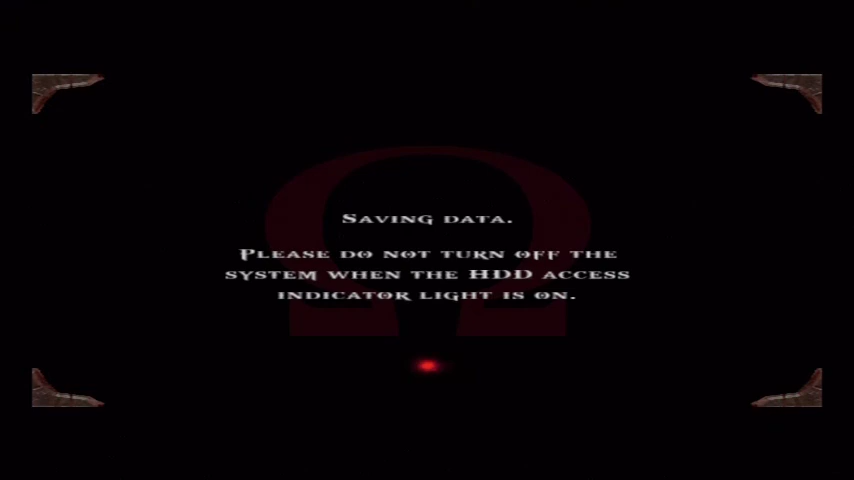 Saving data.
Please do not turn off the
system when the HDD access
indicator light is on.